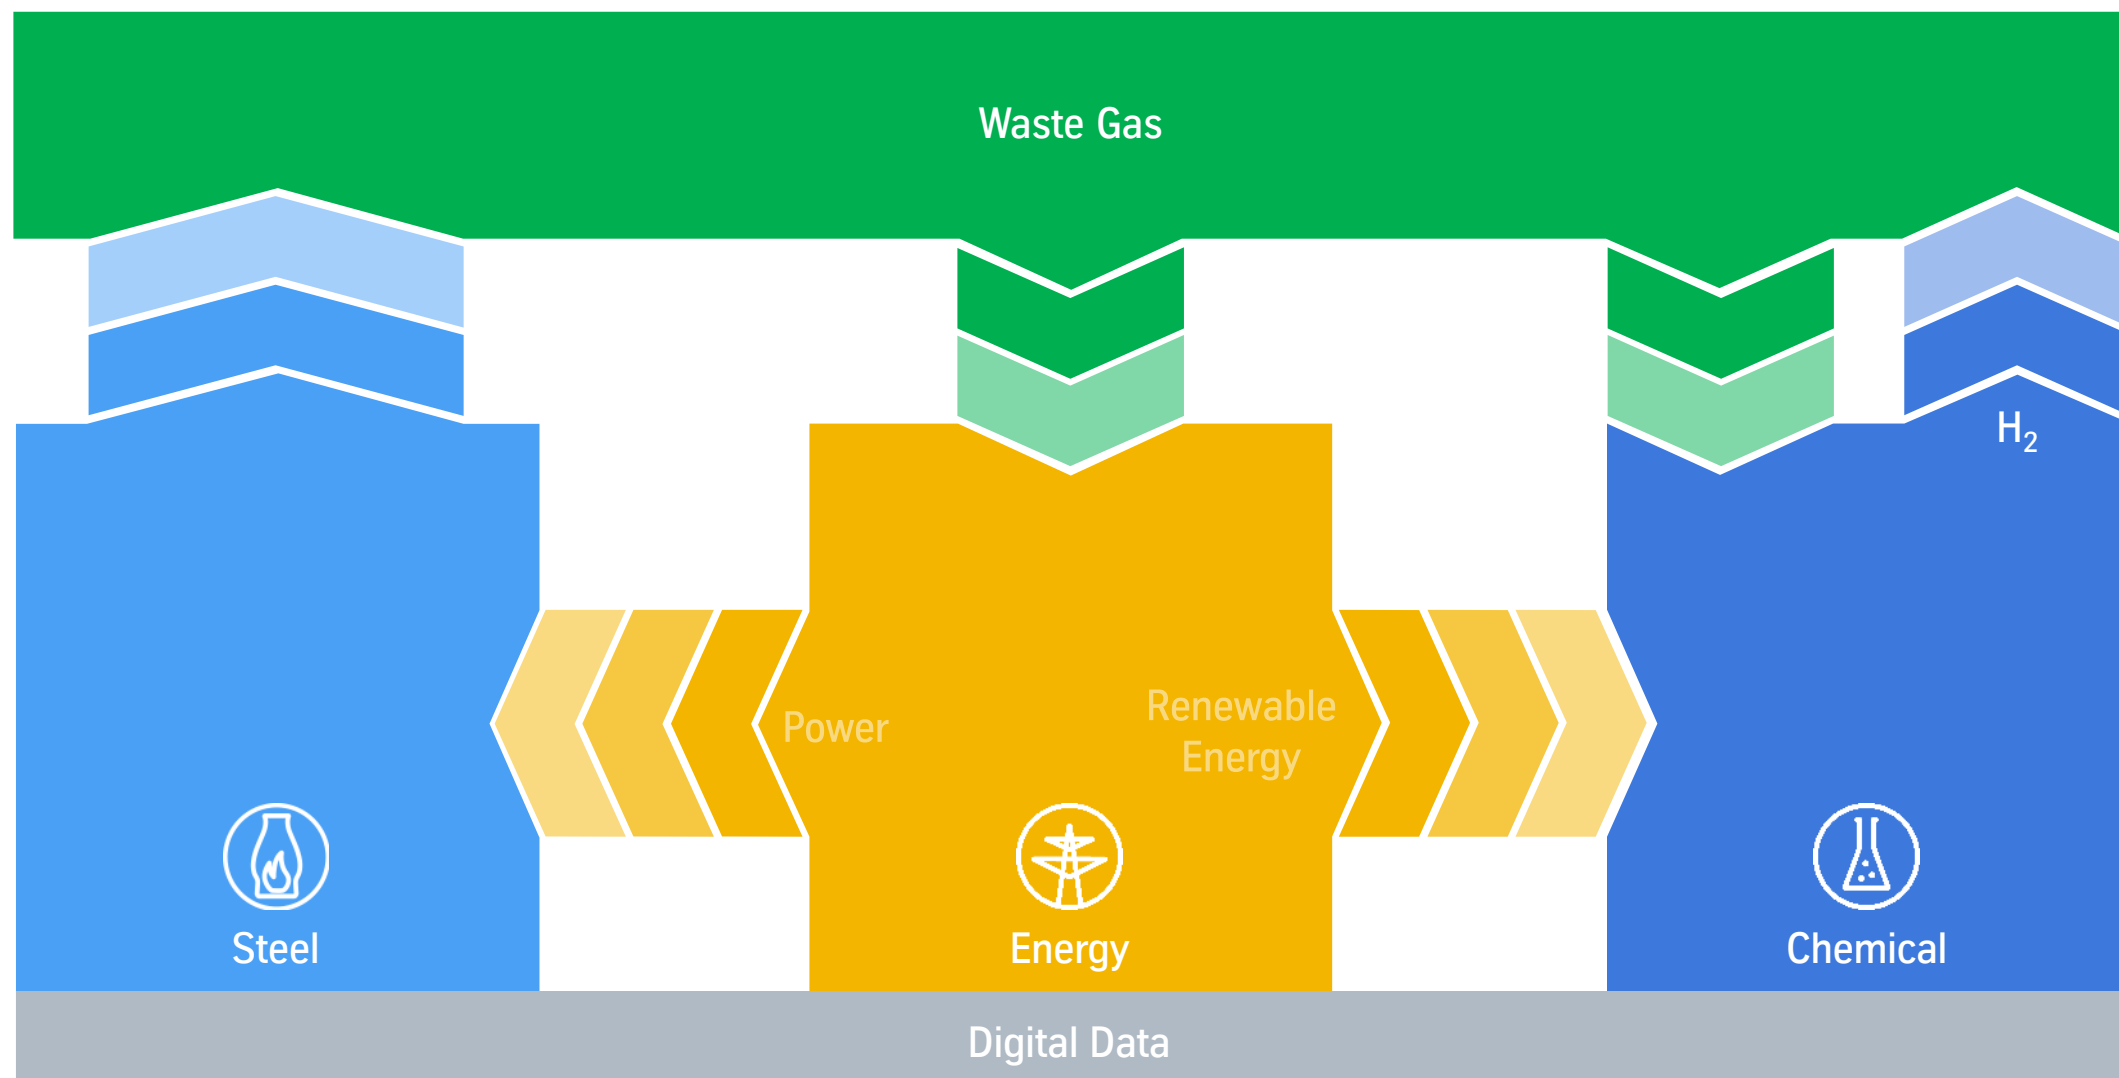 Waste Gas
H₂
Power
Renewable
Energy
Steel
Energy
Chemical
Digital Data